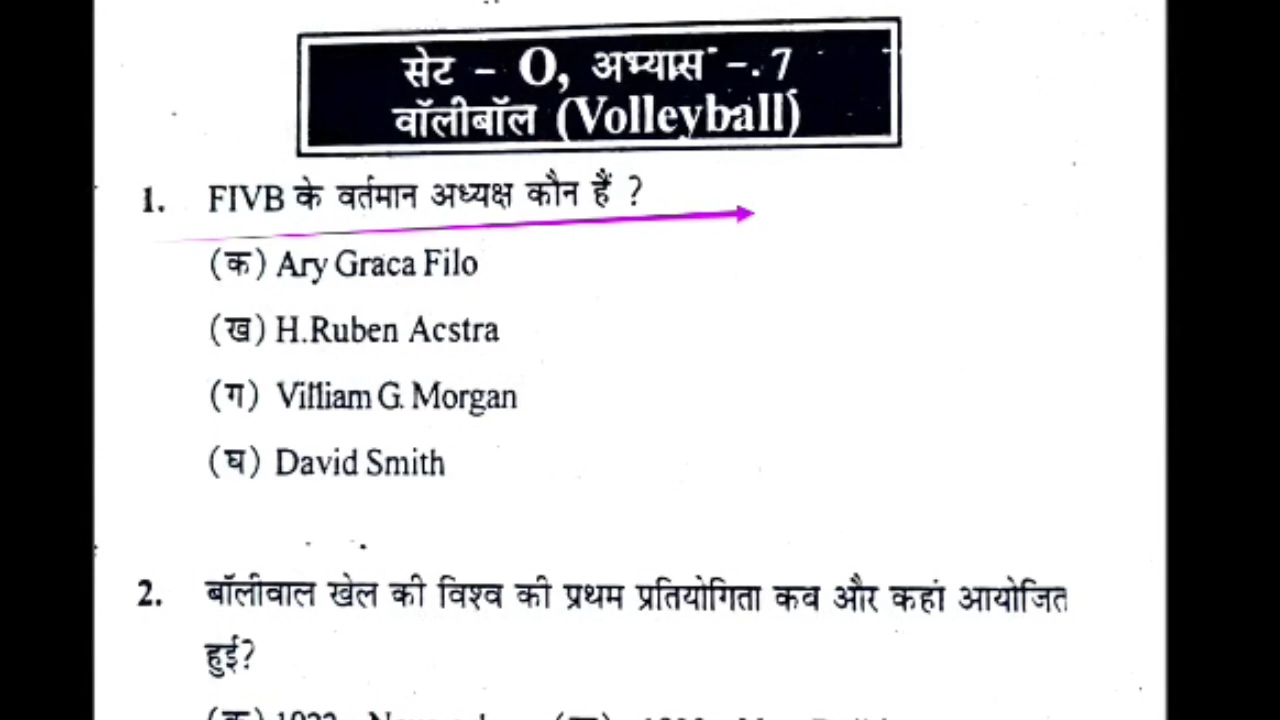 सेट - O, अभ्यास -. 7
वॉलीबॉल (Volleyball)
1. FIVB के वर्तमान अध्यक्ष कौन हैं ?
(क) Ary Graca Filo
(ख) H.Ruben Acstra
(ग) Villiam G. Morgan
(घ) David Smith
2. बॉलीवाल खेल की विश्व की प्रथम प्रतियोगिता कब और कहां आयोजित
हुई?